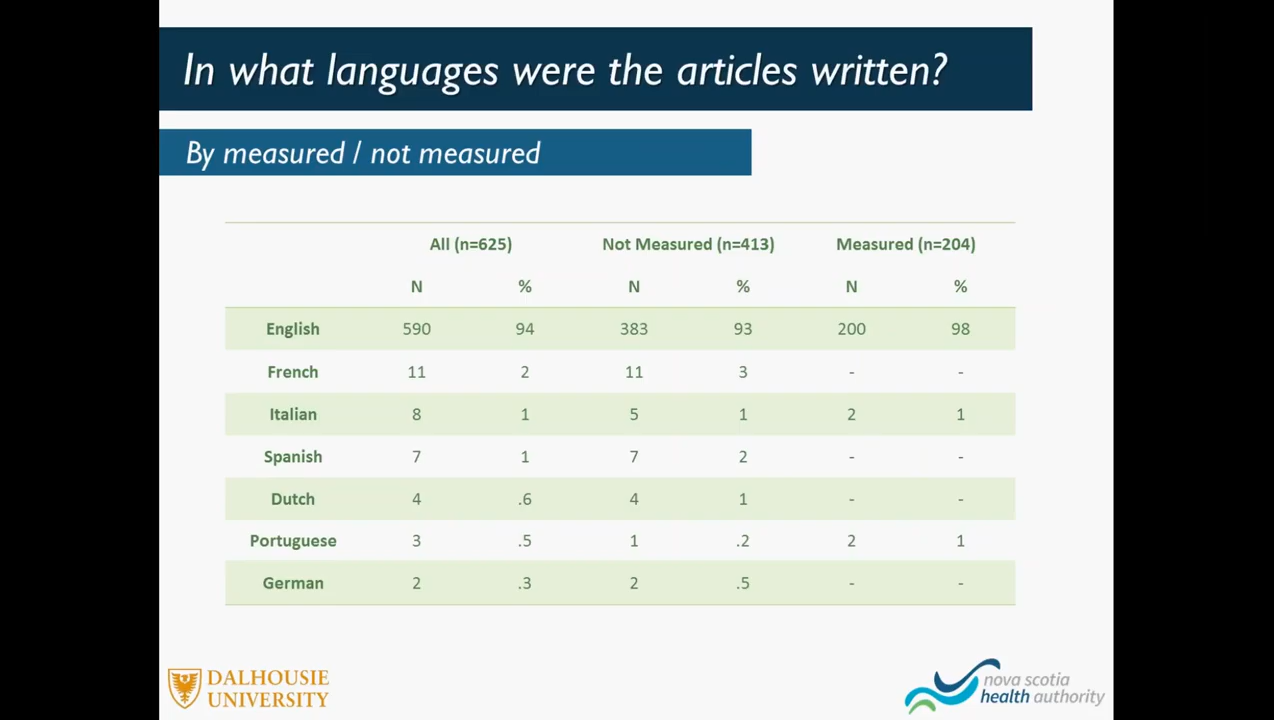 In what languages were the articles written?
By measured / not measured
All (n=625) Not Measured (n=413) Measured (n=204)
N % N % N %
English 590 94 383 93 200 98
French 11 2 11 3 - -
Italian 8 1 5 1 2 1
Spanish 7 1 7 2 - -
Dutch 4 .6 4 1 - -
Portuguese 3 .5 1 .2 2 1
German 2 .3 2 .5 - -
DALHOUSIE
UNIVERSITY
nova scotia
health authority